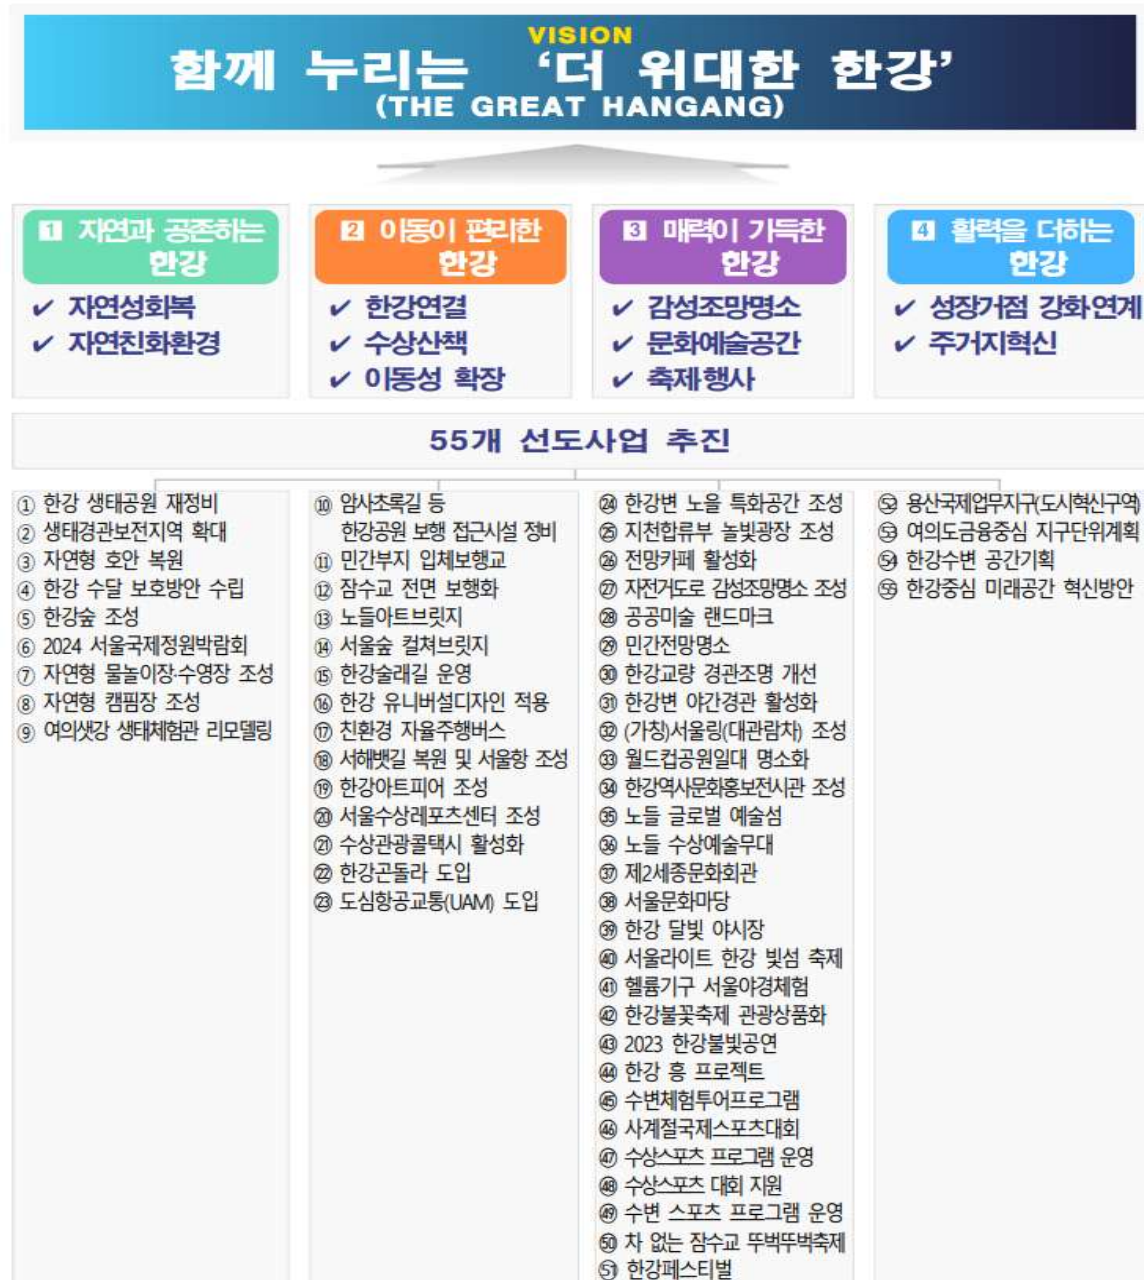 VISION
함께 누리는 ‘더 위대한 한강’
(THE GREAT HANGANG)
1 자연과 공존하는
한강
✔ 자연성회복
✔ 자연친화환경
2 이동이 편리한
한강
✔ 한강연결
✔ 수상산책
✔ 이동성 확장
3 매력이 가득한
한강
✔ 감성조망명소
✔ 문화예술공간
✔ 축제행사
4 활력을 더하는
한강
✔ 성장거점 강화·연계
✔ 주거지혁신
55개 선도사업 추진
① 한강 생태공원 재정비
② 생태경관보전지역 확대
③ 자연형 호안 복원
④ 한강 수달 보호방안 수립
⑤ 한강숲 조성
⑥ 2024 서울국제정원박람회
⑦ 자연형 물놀이장·수영장 조성
⑧ 자연형 캠핑장 조성
⑨ 여의샛강 생태체험관 리모델링
⑩ 암사초록길 등
한강공원 보행 접근시설 정비
⑪ 민간부지 입체보행교
⑫ 잠수교 전면 보행화
⑬ 노들아트브릿지
⑭ 서울숲 컬쳐브릿지
⑮ 한강술래길 운영
⑯ 한강 유니버설디자인 적용
⑰ 친환경 자율주행버스
⑱ 서해뱃길 복원 및 서울항 조성
⑲ 한강아트피어 조성
⑳ 서울수상레포츠센터 조성
㉑ 수상관광콜택시 활성화
㉒ 한강곤돌라 도입
㉓ 도심항공교통(UAM) 도입
㉔ 한강변 노을 특화공간 조성
㉕ 지천합류부 놀빛광장 조성
㉖ 전망카페 활성화
㉗ 자전거도로 감성조망명소 조성
㉘ 공공미술 랜드마크
㉙ 민간전망명소
㉚ 한강교량 경관조명 개선
㉛ 한강변 야간경관 활성화
㉜ (가칭)서울링(대관람차) 조성
㉝ 월드컵공원일대 명소화
㉞ 한강역사문화홍보전시관 조성
㉟ 노들 글로벌 예술섬
㊱ 노들 수상예술무대
㊲ 제2세종문화회관
㊳ 서울문화마당
㊴ 한강 달빛 야시장
㊵ 서울라이트 한강 빛섬 축제
㊶ 헬륨기구 서울야경체험
㊷ 한강불꽃축제 관광상품화
㊸ 2023 한강불빛공연
㊹ 한강 흥 프로젝트
㊺ 수변체험투어프로그램
㊻ 사계절국제스포츠대회
㊼ 수상스포츠 프로그램 운영
㊽ 수상스포츠 대회 지원
㊾ 수변 스포츠 프로그램 운영
㊿ 차 없는 잠수교 뚜벅뚜벅축제
51 한강페스티벌
52 용산국제업무지구(도시혁신구역)
53 여의도금융중심 지구단위계획
54 한강수변 공간기획
55 한강중심 미래공간 혁신방안